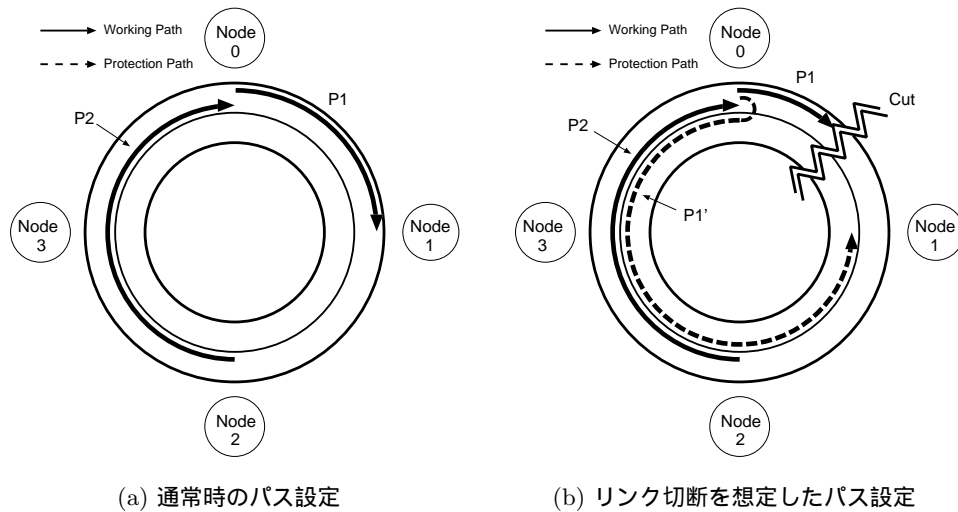 Working Path
Protection Path
Node
0
P1
P2
Node
3
Node
1
Node
2
(a) 通常時のパス設定
Working Path
Protection Path
Node
0
P1
Cut
P2
P1'
Node
3
Node
1
Node
2
(b) リンク切断を想定したパス設定